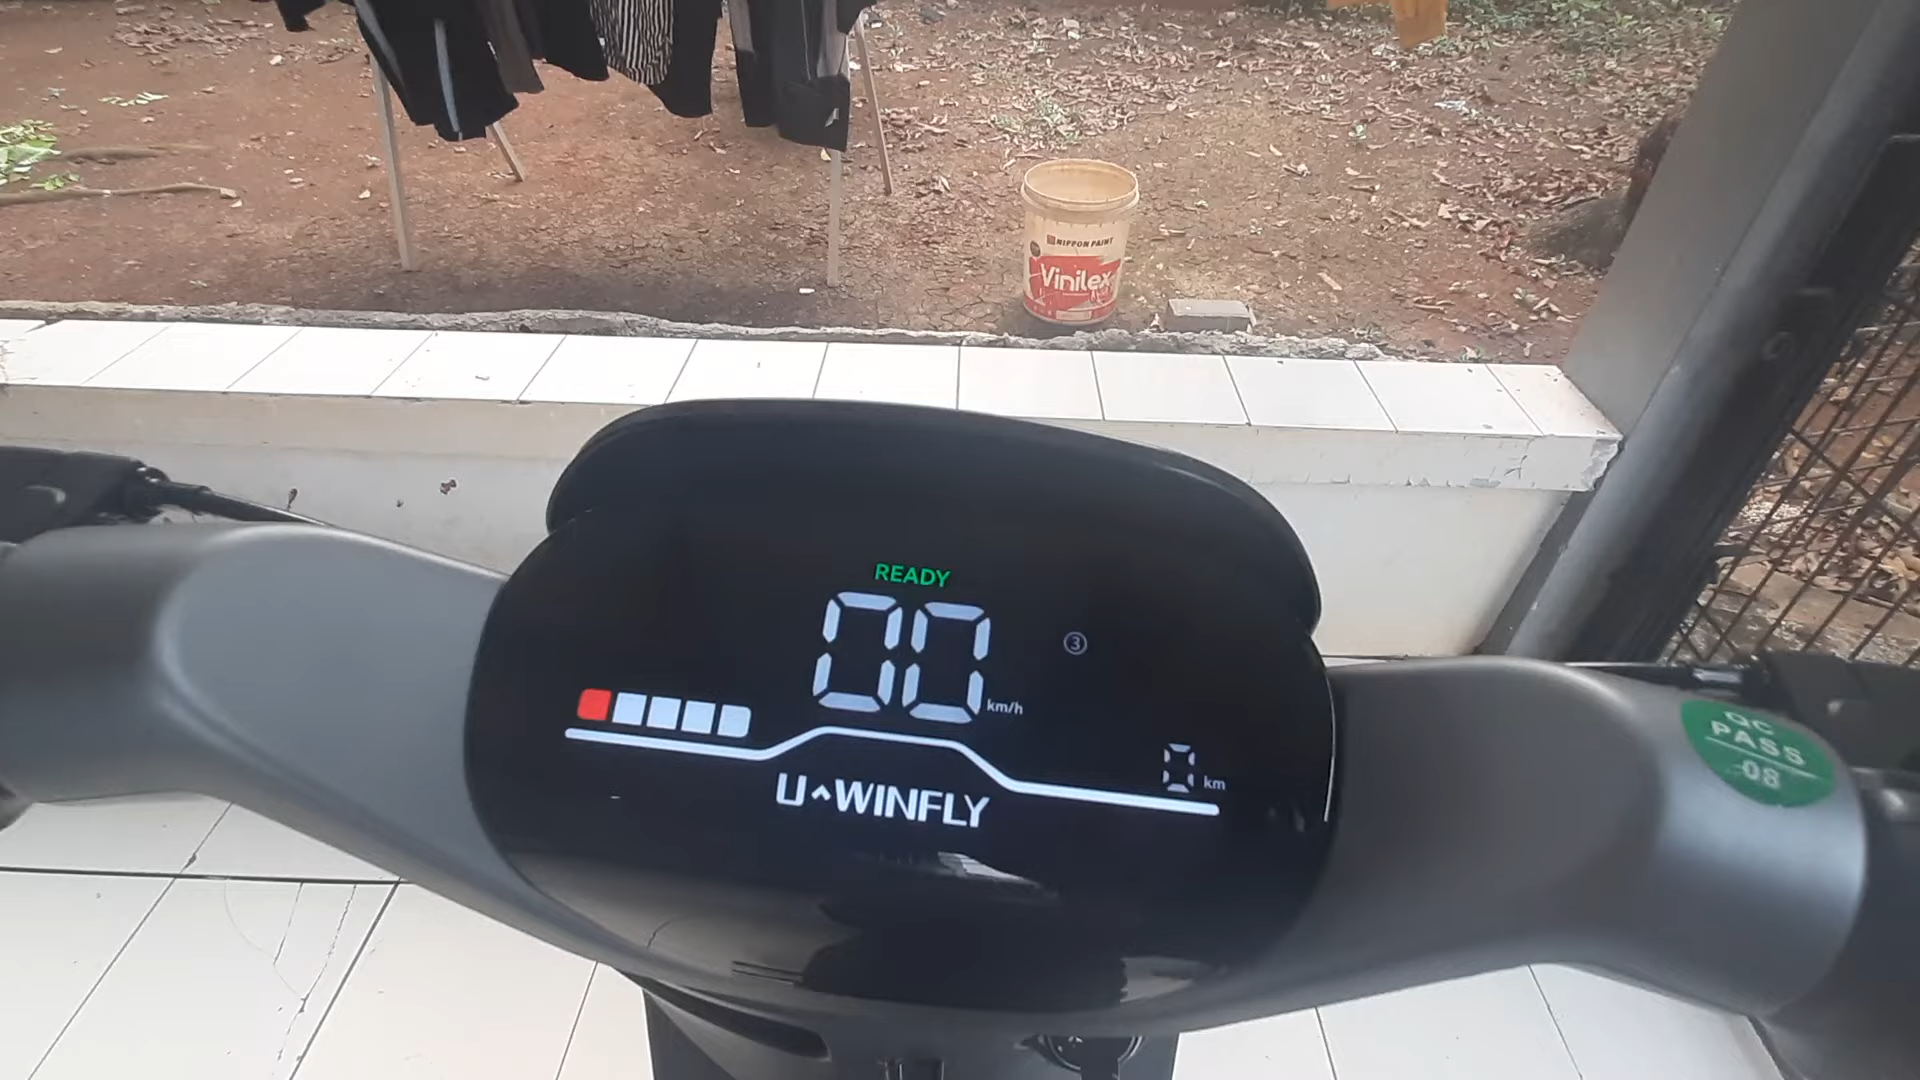 NIPPON PAINT
Vinilex
READY
00 km/h
3
0 km
U^WINFLY
QC
PASS
08